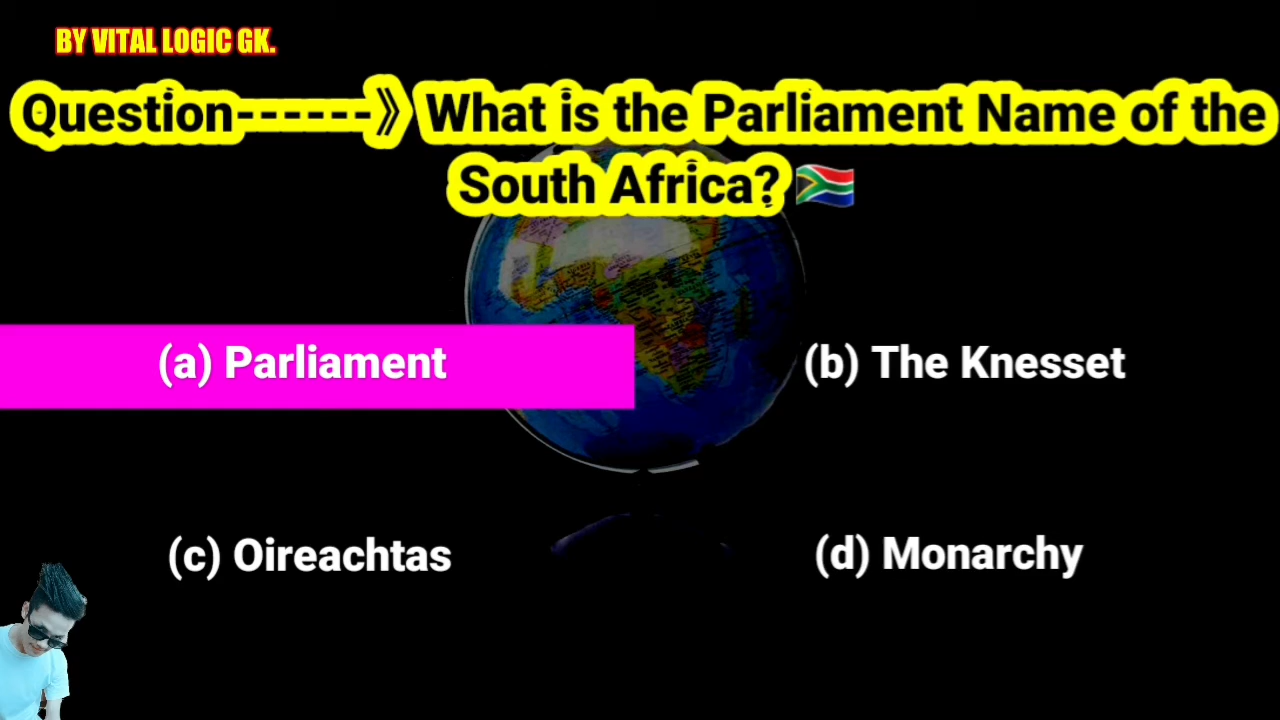 BY VITAL LOGIC GK.
Question------》What is the Parliament Name of the
South Africa? 🇿🇦
(a) Parliament
(b) The Knesset
(c) Oireachtas
(d) Monarchy